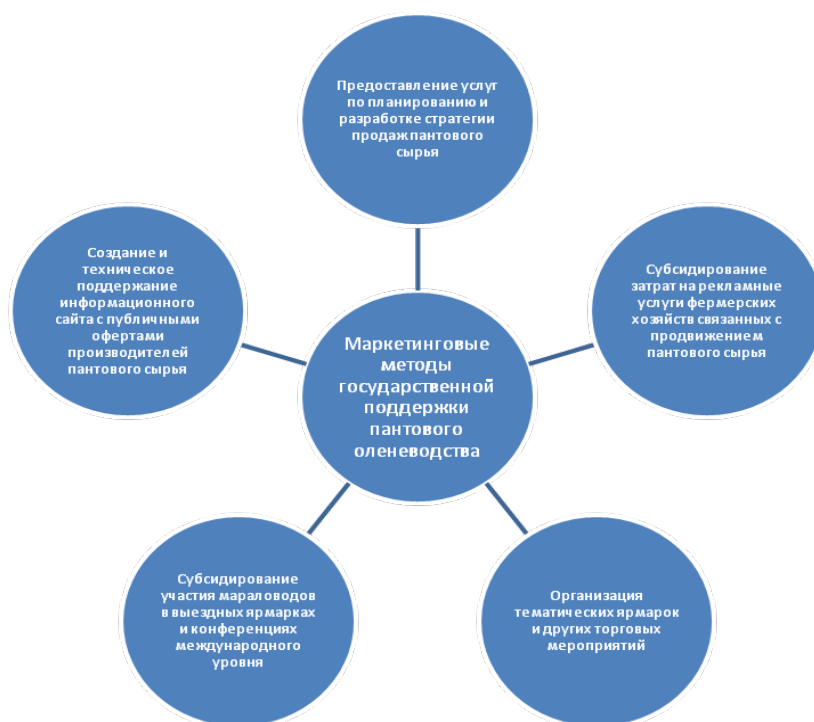 Предоставление услуг
по планированию и
разработке стратегии
продаж пантового
сырья
Создание и
техническое
поддержание
информационного
сайта с публичными
офертами
производителей
пантового сырья
Субсидирование
затрат на рекламные
услуги фермерских
хозяйств связанных с
продвижением
пантового сырья
Маркетинговые
методы
государственной
поддержки
пантового
оленеводства
Субсидирование
участия мараловодов
в выездных ярмарках
и конференциях
международного
уровня
Организация
тематических ярмарок
и других торговых
мероприятий